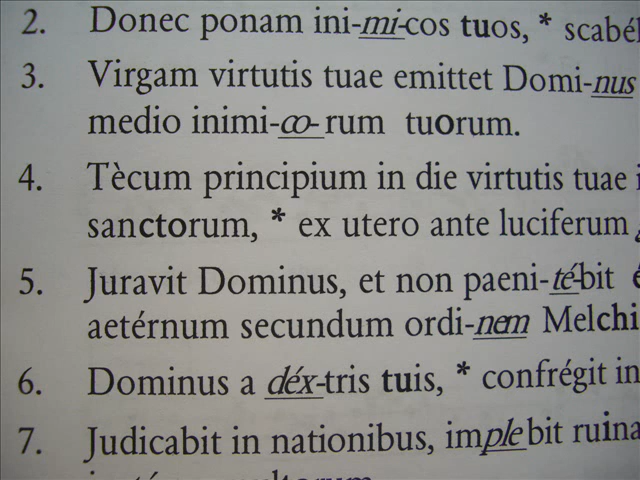 2. Donec ponam ini-mi-cos tuos, * scabél
3. Virgam virtutis tuae emittet Domi-nus
medio inimi-co-rum tuorum.
4. Tècum principium in die virtutis tuae
sanctorum, * ex utero ante luciferum
5. Juravit Dominus, et non paeni-té-bit
aetérnum secundum ordi-nem Melchi
6. Dominus a déx-tris tuis, * confrégit in
7. Judicabit in nationibus, implebit ruina